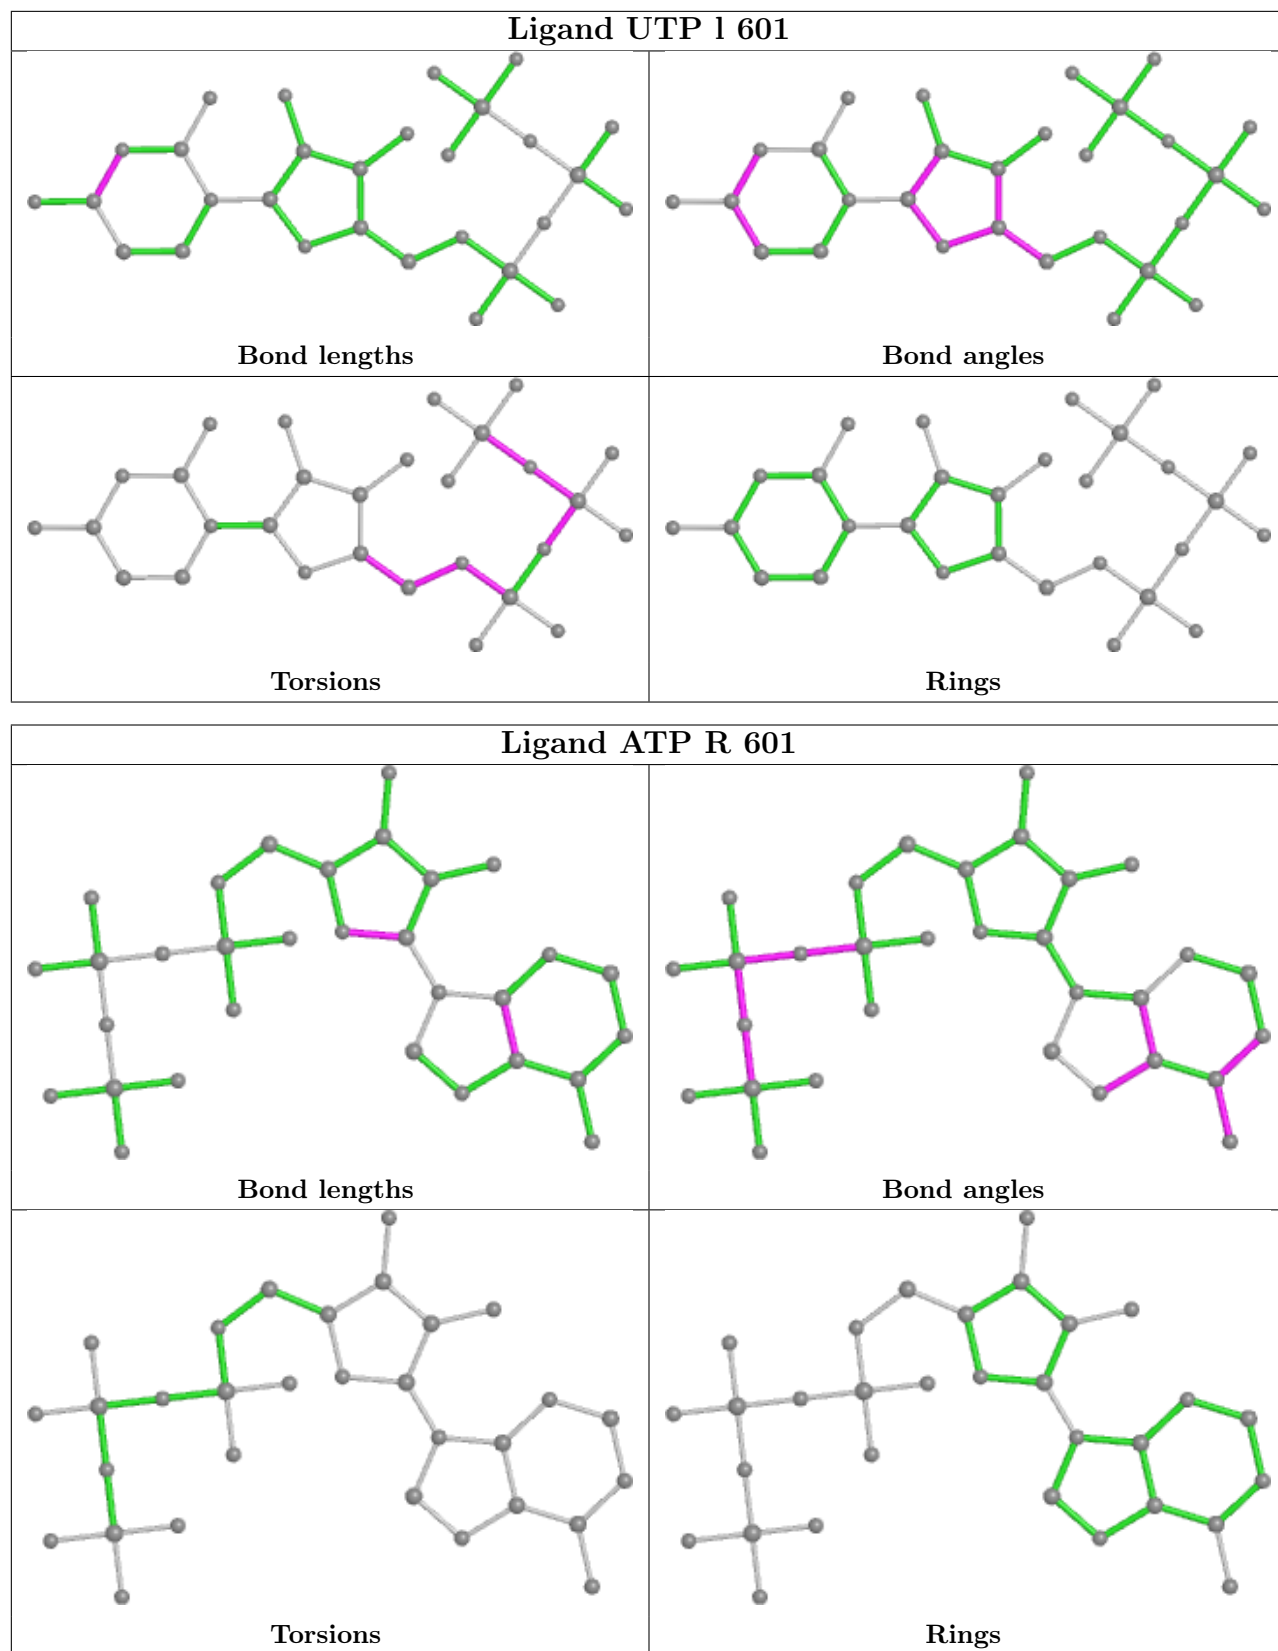 Ligand UTP l 601
Bond lengths
Bond angles
Torsions
Rings
Ligand ATP R 601
Bond lengths
Bond angles
Torsions
Rings